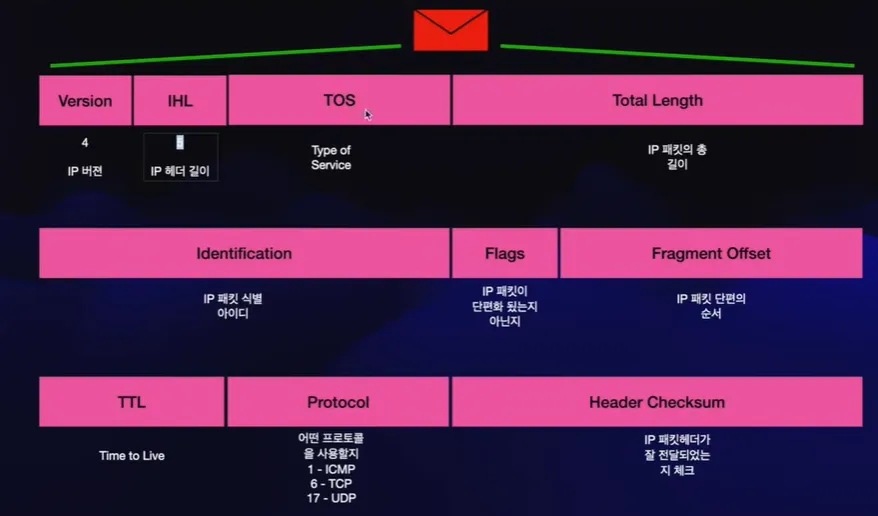 Version IHL TOS Total Length
4
IP 버젼
5
IP 헤더 길이
Type of
Service
IP 패킷의 총
길이
Identification Flags Fragment Offset
IP 패킷 식별
아이디
IP 패킷이
단편화 됬는지
아닌지
IP 패킷 단편의
순서
TTL Protocol Header Checksum
Time to Live
어떤 프로토콜
을 사용할지
1 - ICMP
6 - TCP
17 - UDP
IP 패킷헤더가
잘 전달되었는
지 체크